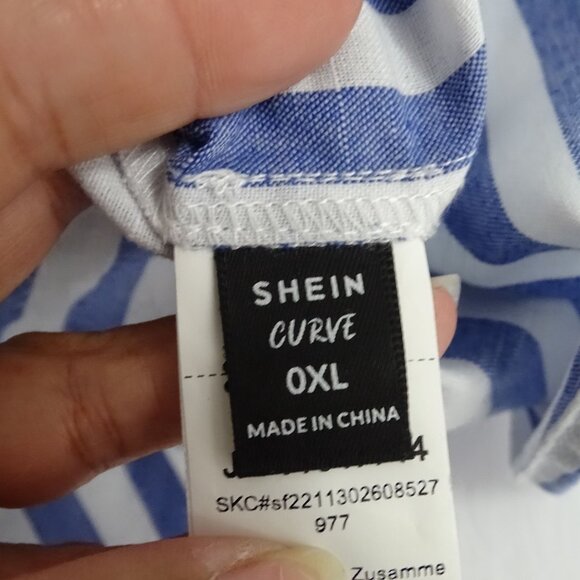 SHEIN
CURVE
0XL
MADE IN CHINA
SKC#sf2211302608527
977
Zusamme